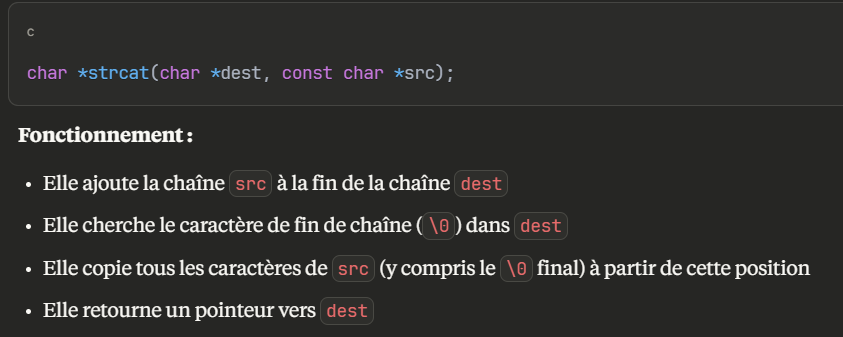 c
char *strcat(char *dest, const char *src);
Fonctionnement :
• Elle ajoute la chaîne src à la fin de la chaîne dest
• Elle cherche le caractère de fin de chaîne (\0) dans dest
• Elle copie tous les caractères de src (y compris le \0 final) à partir de cette position
• Elle retourne un pointeur vers dest